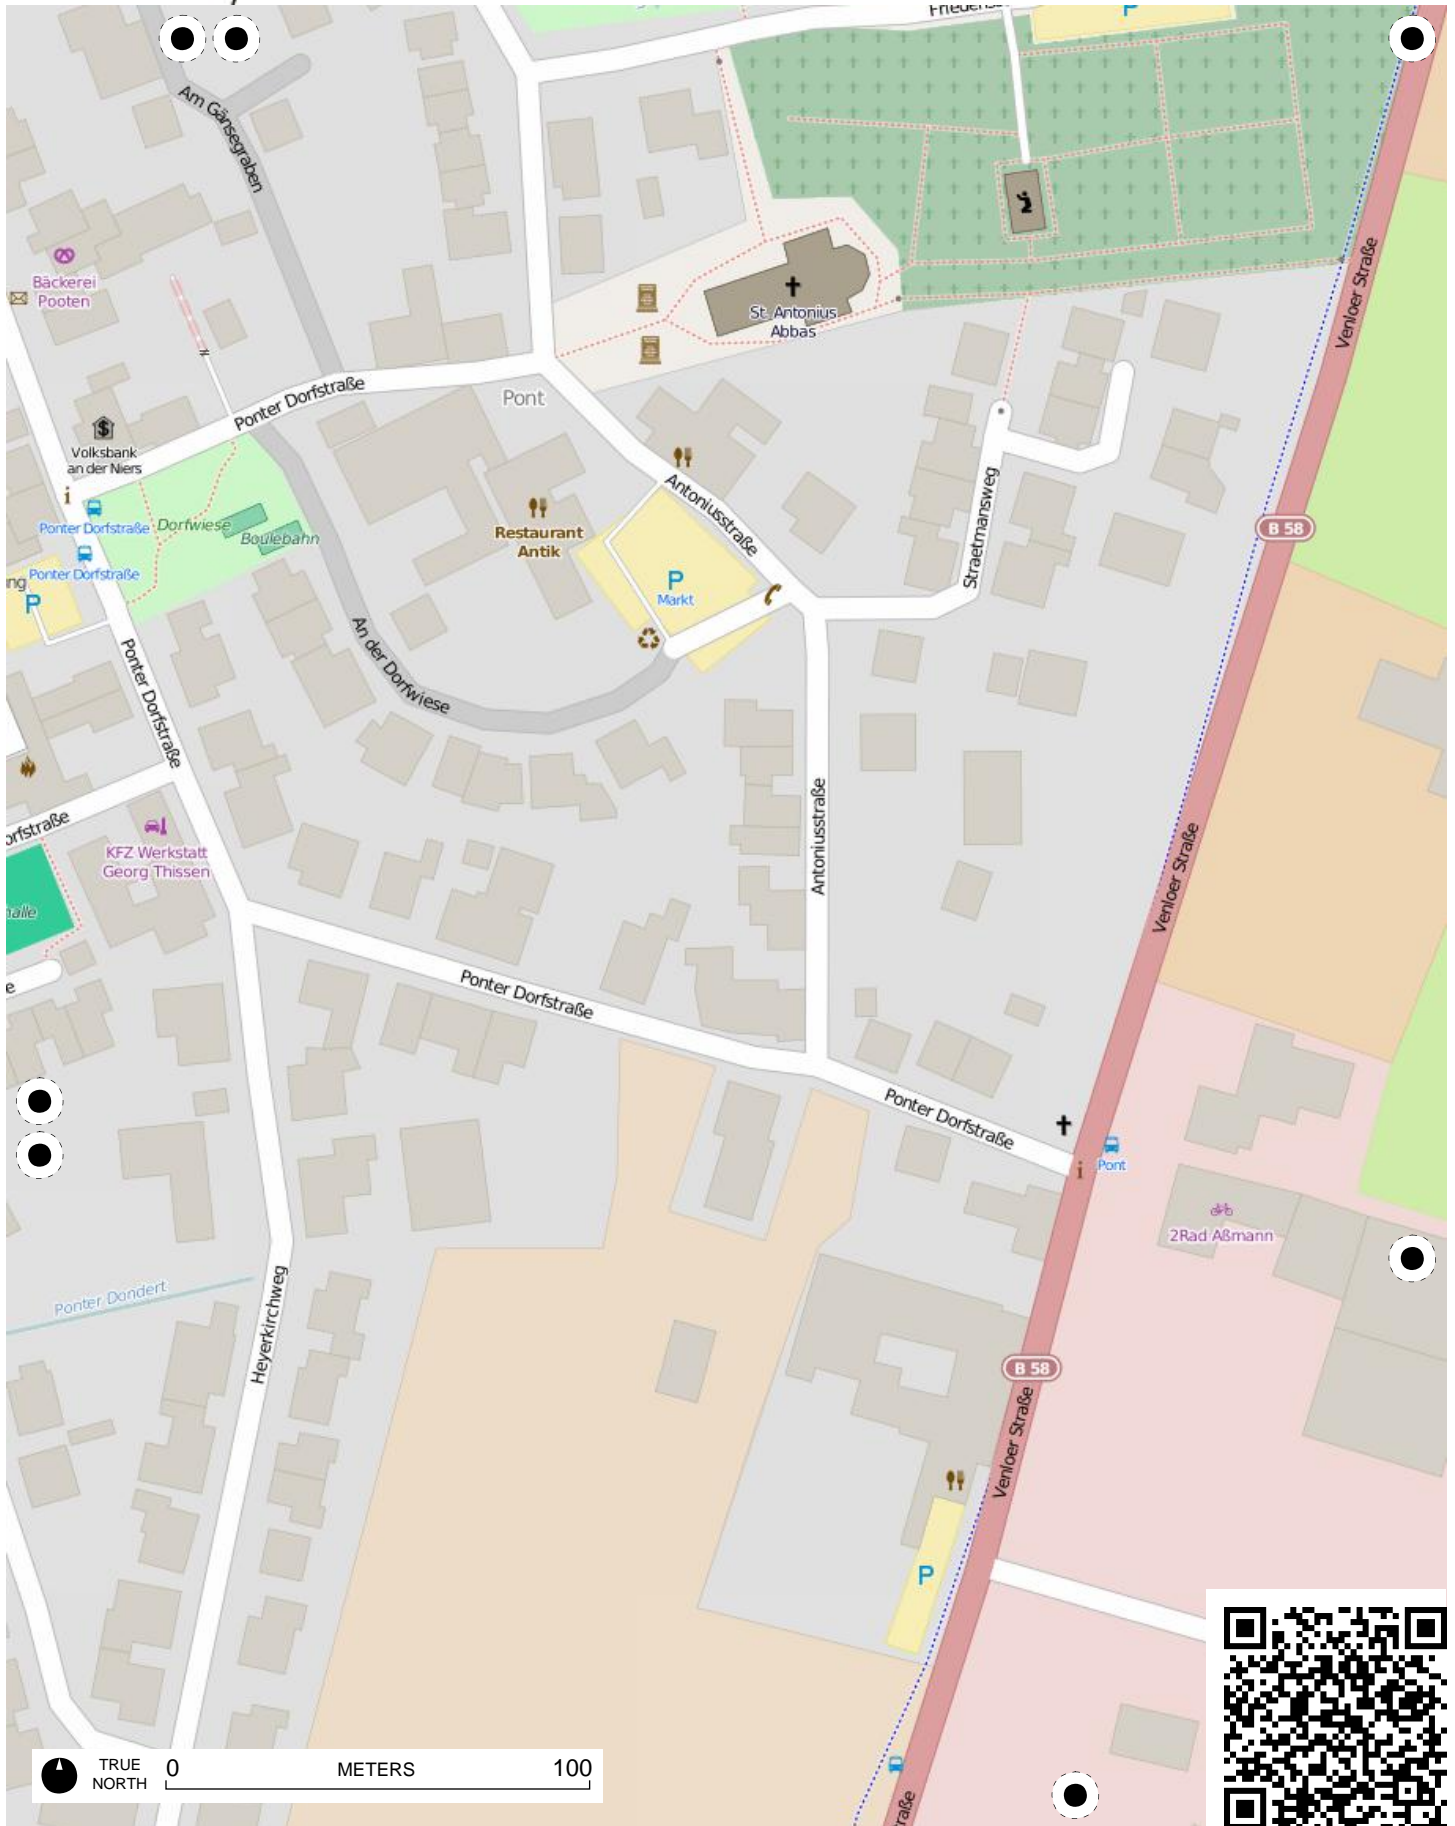 Am Gänsegraben
Bäckerei
Pooten
St. Antonius
Abbas
Venloer Straße
Ponter Dorfstraße
Pont
Volksbank
an der Niers
i
Ponter Dorfstraße
Dorfwiese
Boulebahn
Ponter Dorfstraße
P
Restaurant
Antik
Antoniusstraße
P
Markt
Straetmansweg
B 58
An der Dorfwiese
Ponter Dorfstraße
KFZ Werkstatt
Georg Thissen
Antoniusstraße
Venloer Straße
Ponter Dorfstraße
Ponter Dorfstraße
i
Pont
2Rad Aßmann
Ponter Dondert
Heyerkirchweg
B 58
Venloer Straße
P
TRUE
NORTH
0 METERS 100